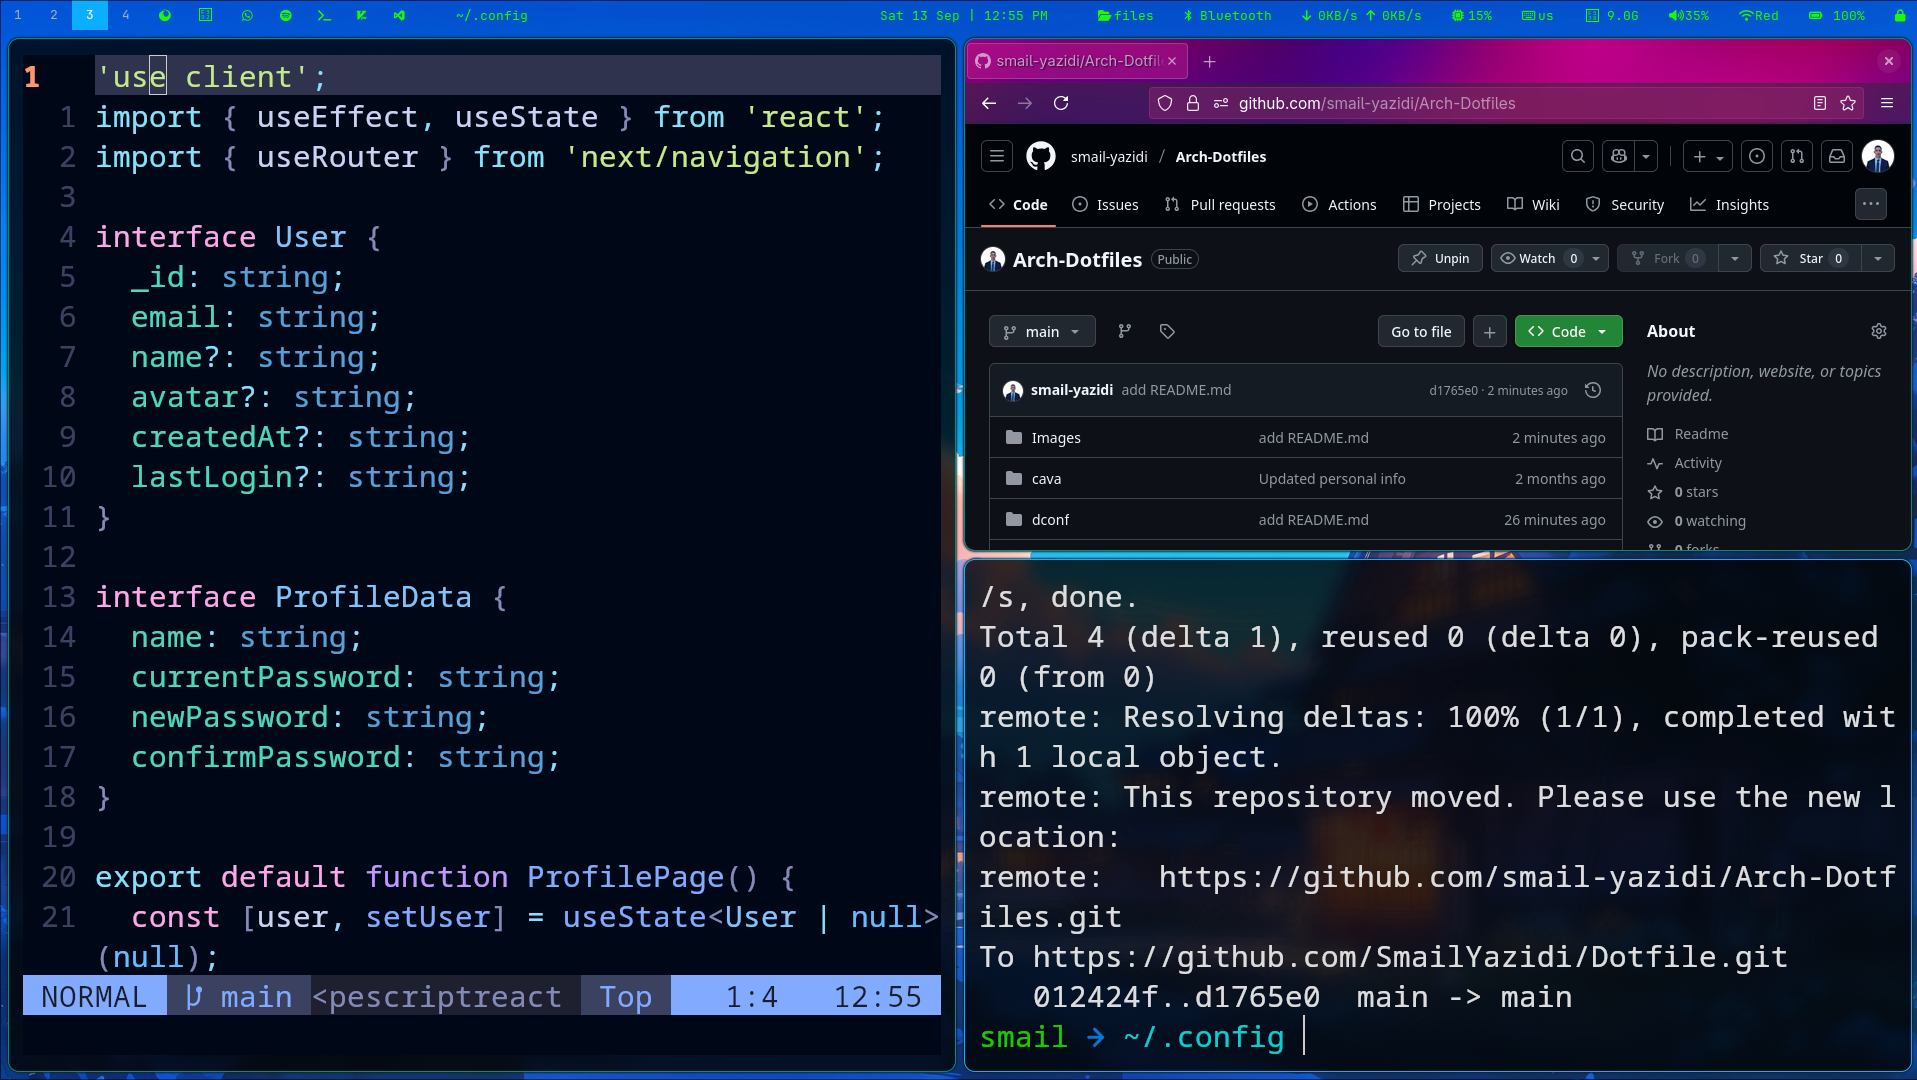 1 2 3 4 ~/.config Sat 13 Sep | 12:55 PM files Bluetooth 0KB/s 0KB/s 15% us 9.0G 35% Red 100%
1 'use client';
1 import { useEffect, useState } from 'react';
2 import { useRouter } from 'next/navigation';
3
4 interface User {
5 _id: string;
6 email: string;
7 name?: string;
8 avatar?: string;
9 createdAt?: string;
10 lastLogin?: string;
11 }
12
13 interface ProfileData {
14 name: string;
15 currentPassword: string;
16 newPassword: string;
17 confirmPassword: string;
18 }
19
20 export default function ProfilePage() {
21 const [user, setUser] = useState<User | null>
(null);
NORMAL main <pescriptreact Top 1:4 12:55
smail-yazidi/Arch-Dotfil
github.com/smail-yazidi/Arch-Dotfiles
smail-yazidi / Arch-Dotfiles
Code Issues Pull requests Actions Projects Wiki Security Insights
Arch-Dotfiles Public Unpin Watch 0 Fork 0 Star 0
main Go to file Code
smail-yazidi add README.md d1765e0 · 2 minutes ago
Images add README.md 2 minutes ago
cava Updated personal info 2 months ago
dconf add README.md 26 minutes ago
About
No description, website, or topics
provided.
Readme
Activity
0 stars
0 watching
0 forks
/s, done.
Total 4 (delta 1), reused 0 (delta 0), pack-reused
0 (from 0)
remote: Resolving deltas: 100% (1/1), completed wit
h 1 local object.
remote: This repository moved. Please use the new l
ocation:
remote:   https://github.com/smail-yazidi/Arch-Dotf
iles.git
To https://github.com/SmailYazidi/Dotfile.git
012424f..d1765e0  main -> main
smail → ~/.config